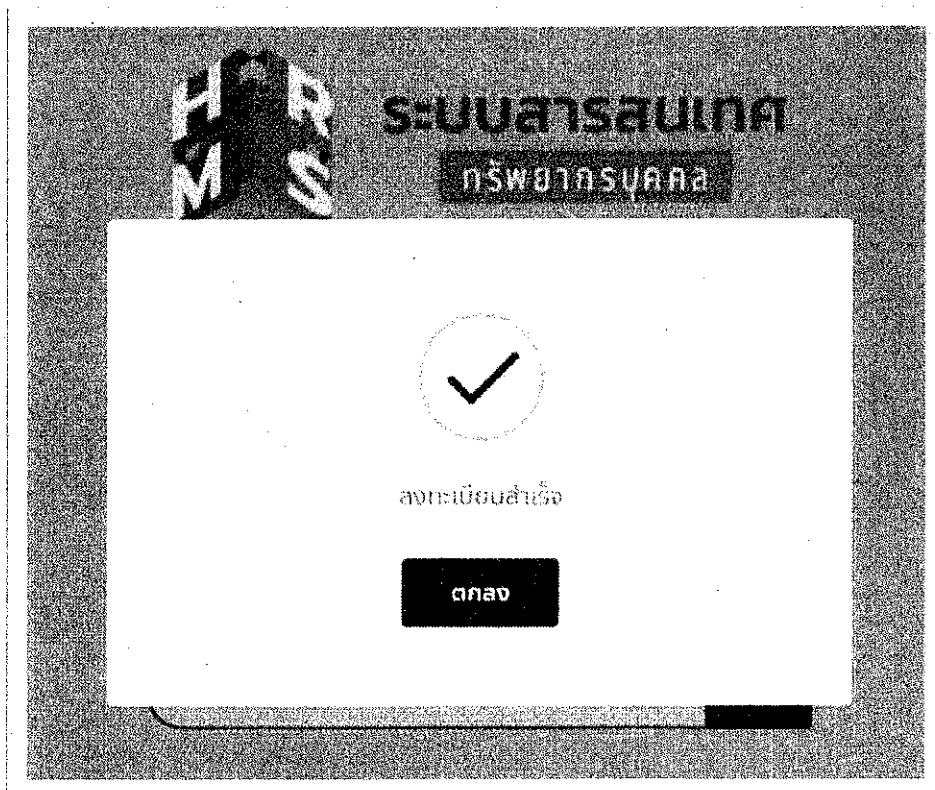 H R
M S
ระบบสารสนเทศ
ทรัพยากรบุคคล
ลงทะเบียนสำเร็จ
ตกลง